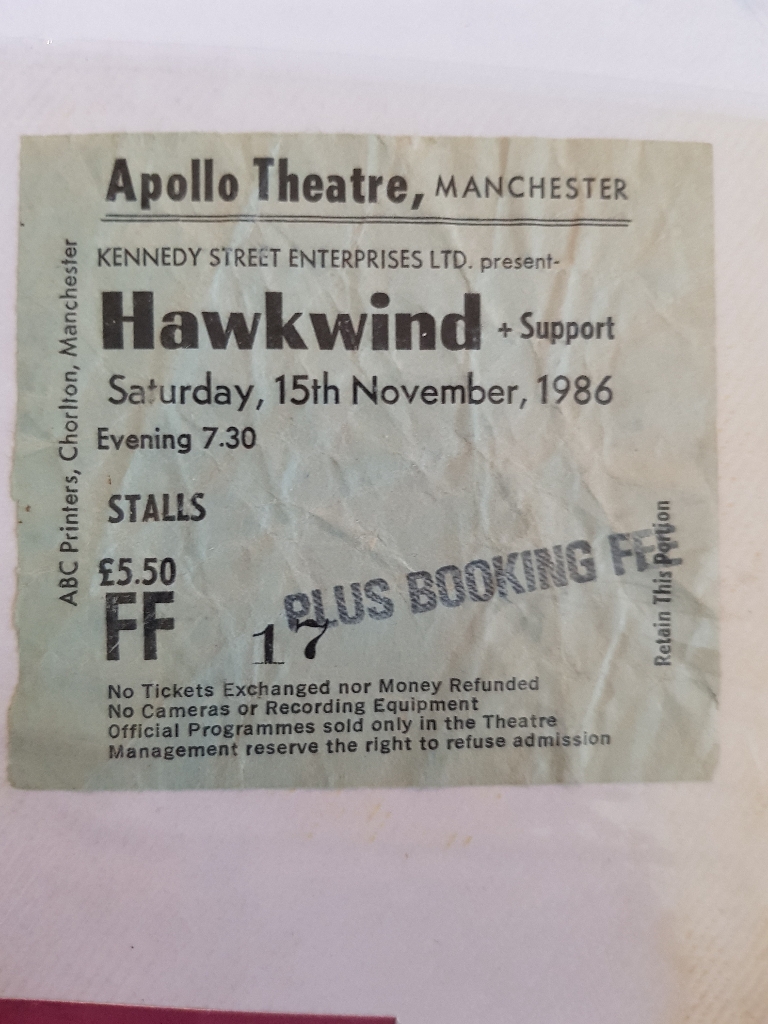 Apollo Theatre, MANCHESTER
KENNEDY STREET ENTERPRISES LTD. present-
Hawkwind + Support
Saturday, 15th November, 1986
Evening 7.30
STALLS
£5.50
PLUS BOOKING FEE
FF 17
No Tickets Exchanged nor Money Refunded
No Cameras or Recording Equipment
Official Programmes sold only in the Theatre
Management reserve the right to refuse admission
ABC Printers, Chorlton, Manchester
Retain This Portion